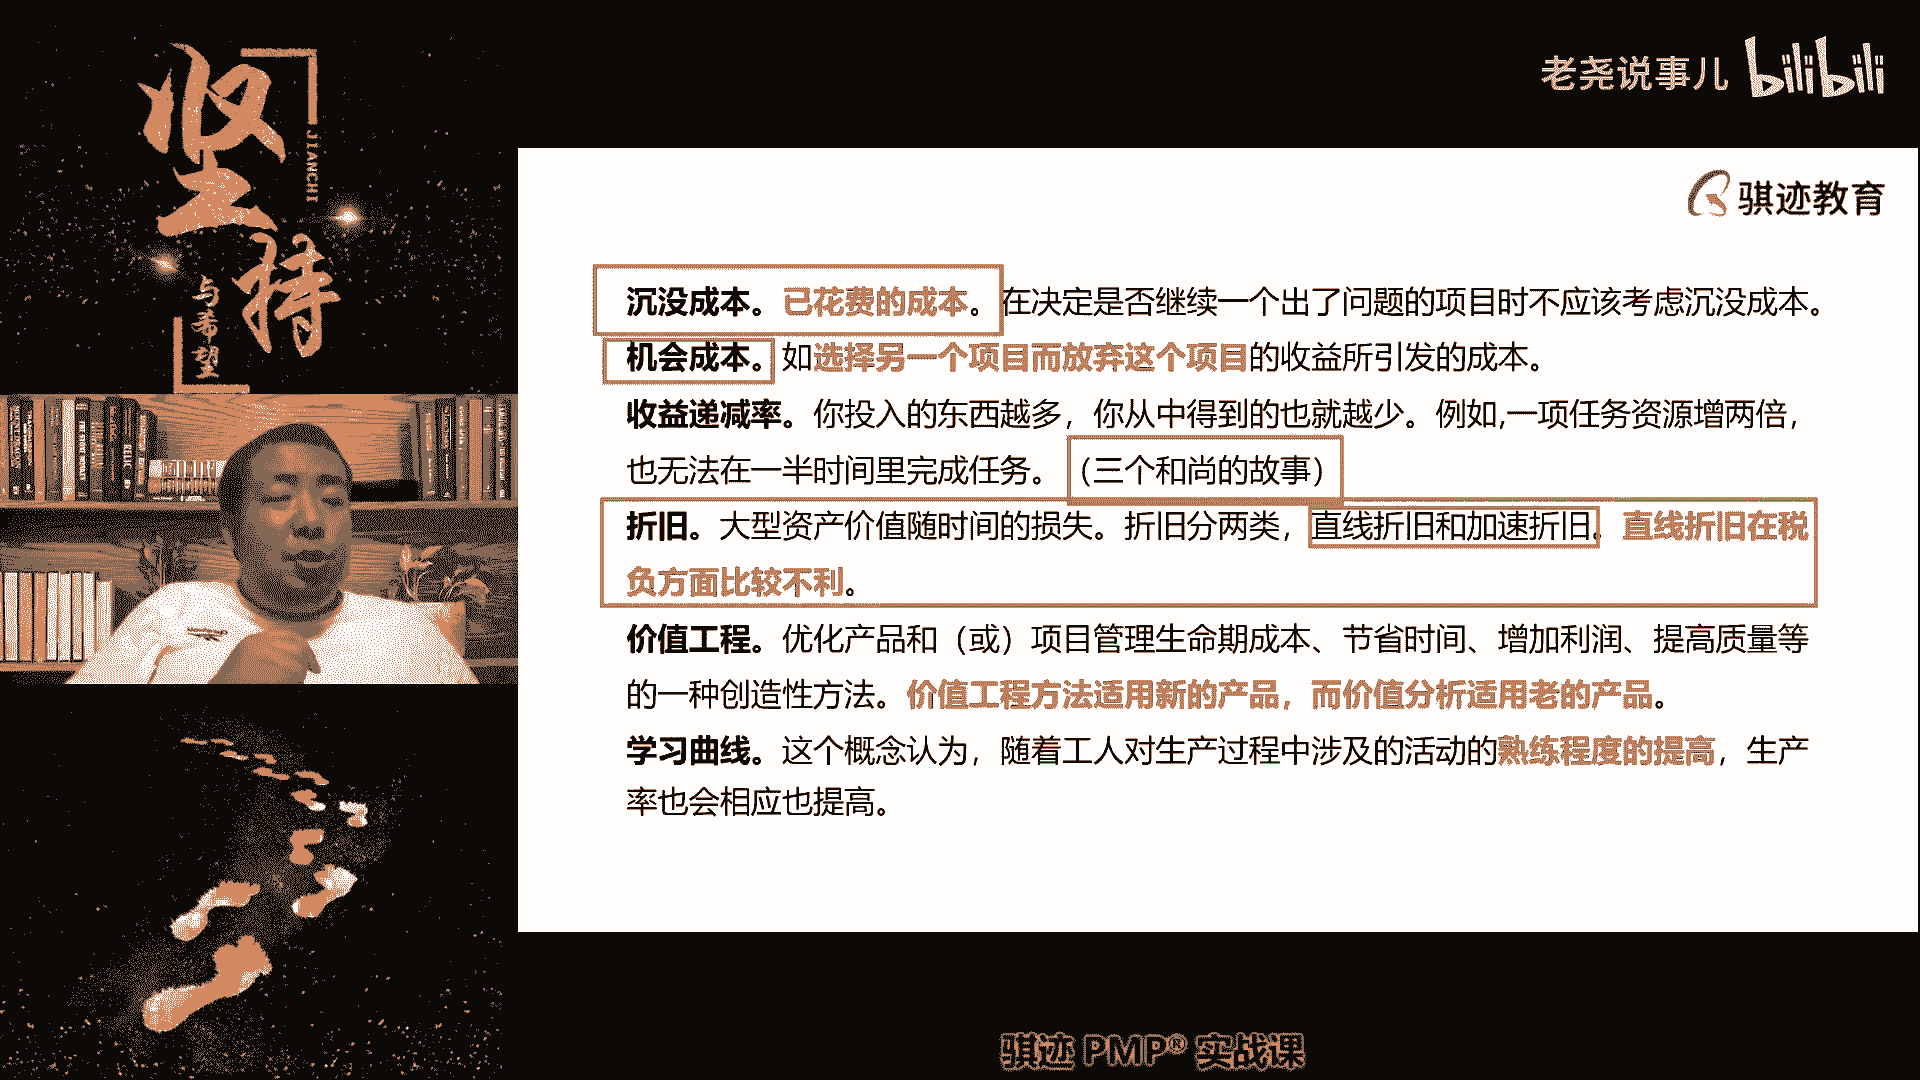 坚持
JIANCHI
与希望
老尧说事儿 bilibili
骐迹教育
沉没成本。已花费的成本。在决定是否继续一个出了问题的项目时不应该考虑沉没成本。
机会成本。如选择另一个项目而放弃这个项目的收益所引发的成本。
收益递减率。你投入的东西越多，你从中得到的也就越少。例如,一项任务资源增两倍，
也无法在一半时间里完成任务。（三个和尚的故事）
折旧。大型资产价值随时间的损失。折旧分两类，直线折旧和加速折旧。直线折旧在税
负方面比较不利。
价值工程。优化产品和（或）项目管理生命期成本、节省时间、增加利润、提高质量等
的一种创造性方法。价值工程方法适用新的产品，而价值分析适用老的产品。
学习曲线。这个概念认为，随着工人对生产过程中涉及的活动的熟练程度的提高，生产
率也会相应也提高。
骐迹 PMP® 实战课